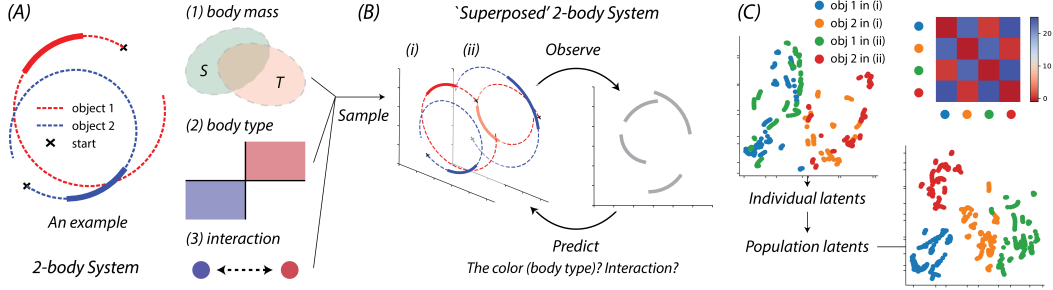 (A)
object 1
object 2
start
An example
2-body System
(1) body mass
S
T
(2) body type
(3) interaction
Sample
(B)
`Superposed' 2-body System
(i)
(ii)
Observe
Predict
The color (body type)? Interaction?
(C)
obj 1 in (i)
obj 2 in (i)
obj 1 in (ii)
obj 2 in (ii)
20
10
0
Individual latents
Population latents